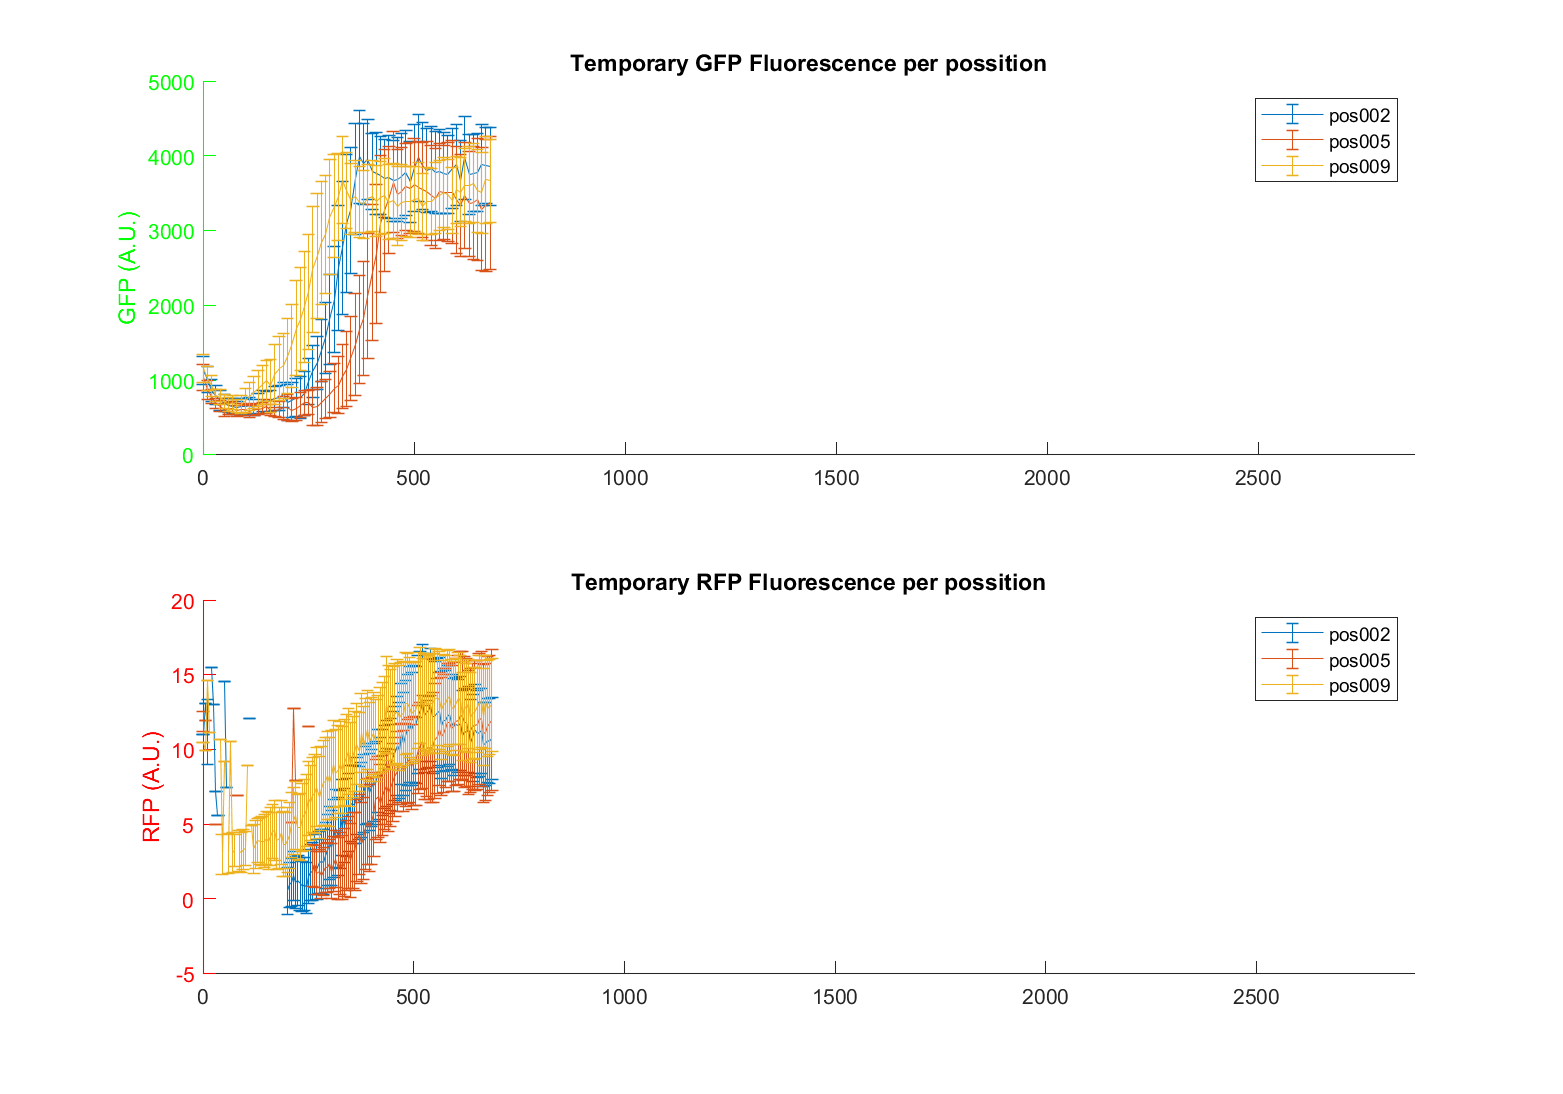 Temporary GFP Fluorescence per possition
5000
4000
3000
2000
1000
0
GFP (A.U.)
pos002
pos005
pos009
0 500 1000 1500 2000 2500
Temporary RFP Fluorescence per possition
20
15
10
5
0
-5
RFP (A.U.)
pos002
pos005
pos009
0 500 1000 1500 2000 2500